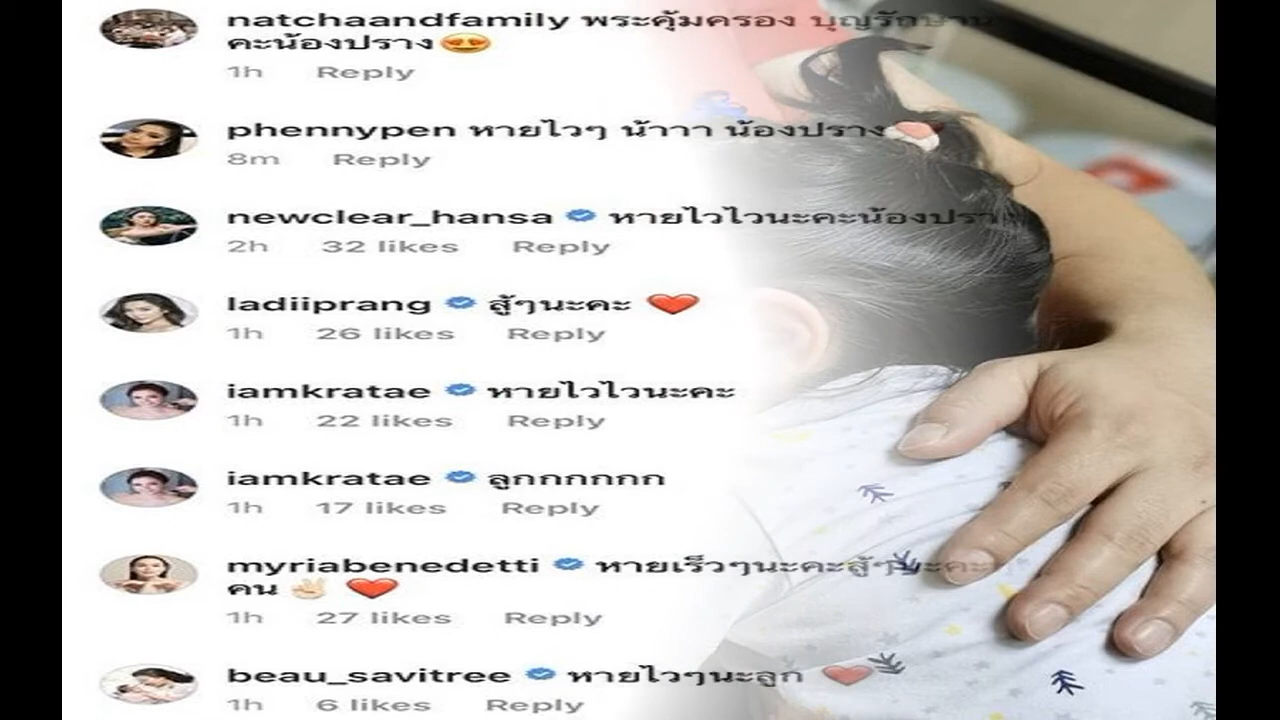 natchaandfamily พระคุ้มครอง บุญรักษานะ
คะน้องปราง😍
1h Reply
phennypen หายไวๆ น้าาา น้องปราง
8m Reply
newclear_hansa หายไวไวนะคะน้องปรา
2h 32 likes Reply
ladiiprang สู้ๆนะคะ ❤️
1h 26 likes Reply
iamkratae หายไวไวนะคะ
1h 22 likes Reply
iamkratae ลูกกกกกกก
1h 17 likes Reply
myriabenedetti หายเร็วๆนะคะสู้ๆนะคะ
คน ✌🏻 ❤️
1h 27 likes Reply
beau_savitree หายไวๆนะลูก ❤️
1h 6 likes Reply